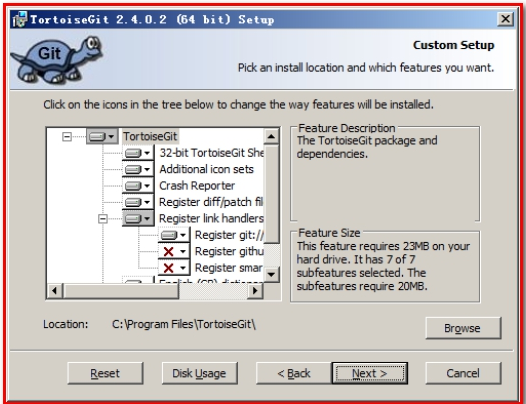 TortoiseGit 2.4.0.2 (64 bit) Setup
Git
Custom Setup
Pick an install location and which features you want.
Click on the icons in the tree below to change the way features will be installed.
TortoiseGit
32-bit TortoiseGit She
Additional icon sets
Crash Reporter
Register diff/patch fil
Register link handlers
Register git://
Register githu
Register smar
Feature Description
The TortoiseGit package and
dependencies.
Feature Size
This feature requires 23MB on your
hard drive. It has 7 of 7
subfeatures selected. The
subfeatures require 20MB.
Location: C:\Program Files\TortoiseGit\
Browse
Reset
Disk Usage
< Back
Next >
Cancel